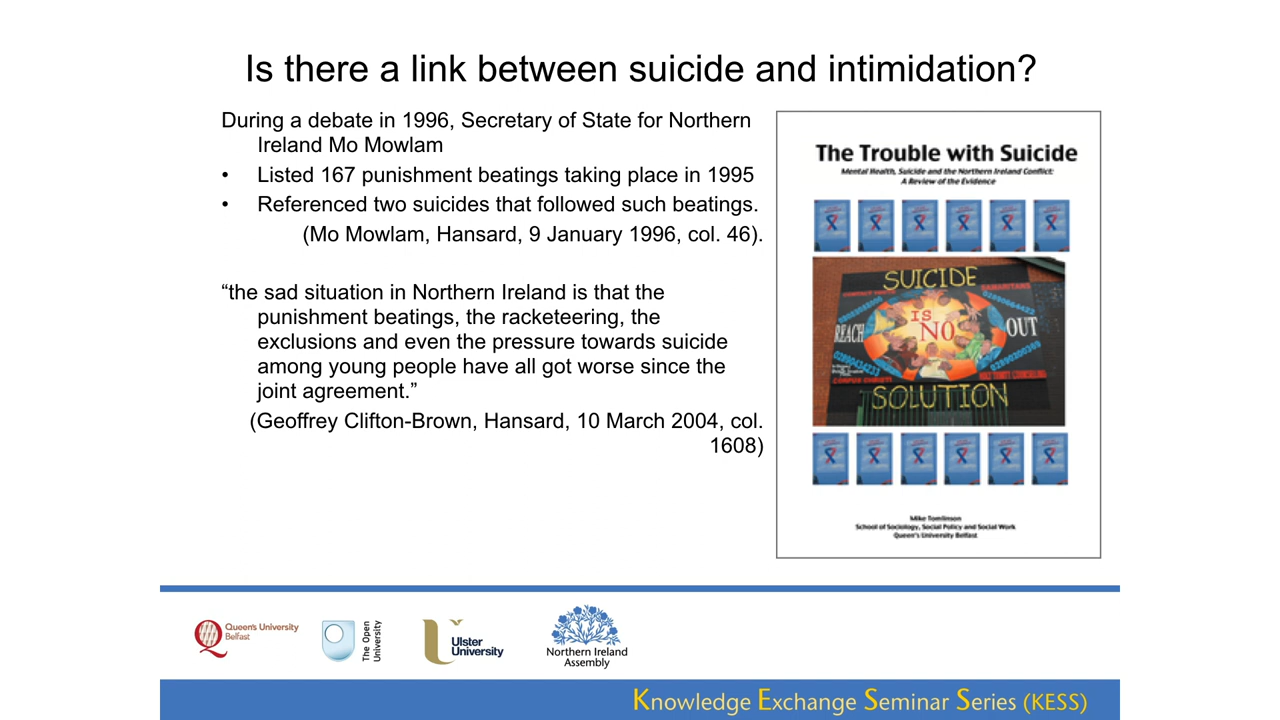 Is there a link between suicide and intimidation?
During a debate in 1996, Secretary of State for Northern
Ireland Mo Mowlam
• Listed 167 punishment beatings taking place in 1995
• Referenced two suicides that followed such beatings.
(Mo Mowlam, Hansard, 9 January 1996, col. 46).
“the sad situation in Northern Ireland is that the
punishment beatings, the racketeering, the
exclusions and even the pressure towards suicide
among young people have all got worse since the
joint agreement.”
(Geoffrey Clifton-Brown, Hansard, 10 March 2004, col.
1608)
The Trouble with Suicide
Mental Health, Suicide and the Northern Ireland Conflict:
A Review of the Evidence
SUICIDE
SAMARITANS
IS
NO
REACH
OUT
CORPUS CHRISTI
SOLUTION
Mike Tomlinson
School of Sociology, Social Policy and Social Work
Queen's University Belfast
Queen's University
Belfast
The Open
University
Ulster
University
Northern Ireland
Assembly
Knowledge Exchange Seminar Series (KESS)